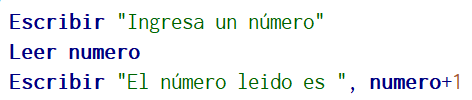 Escribir "Ingresa un número"
Leer numero
Escribir "El número leido es ", numero+1